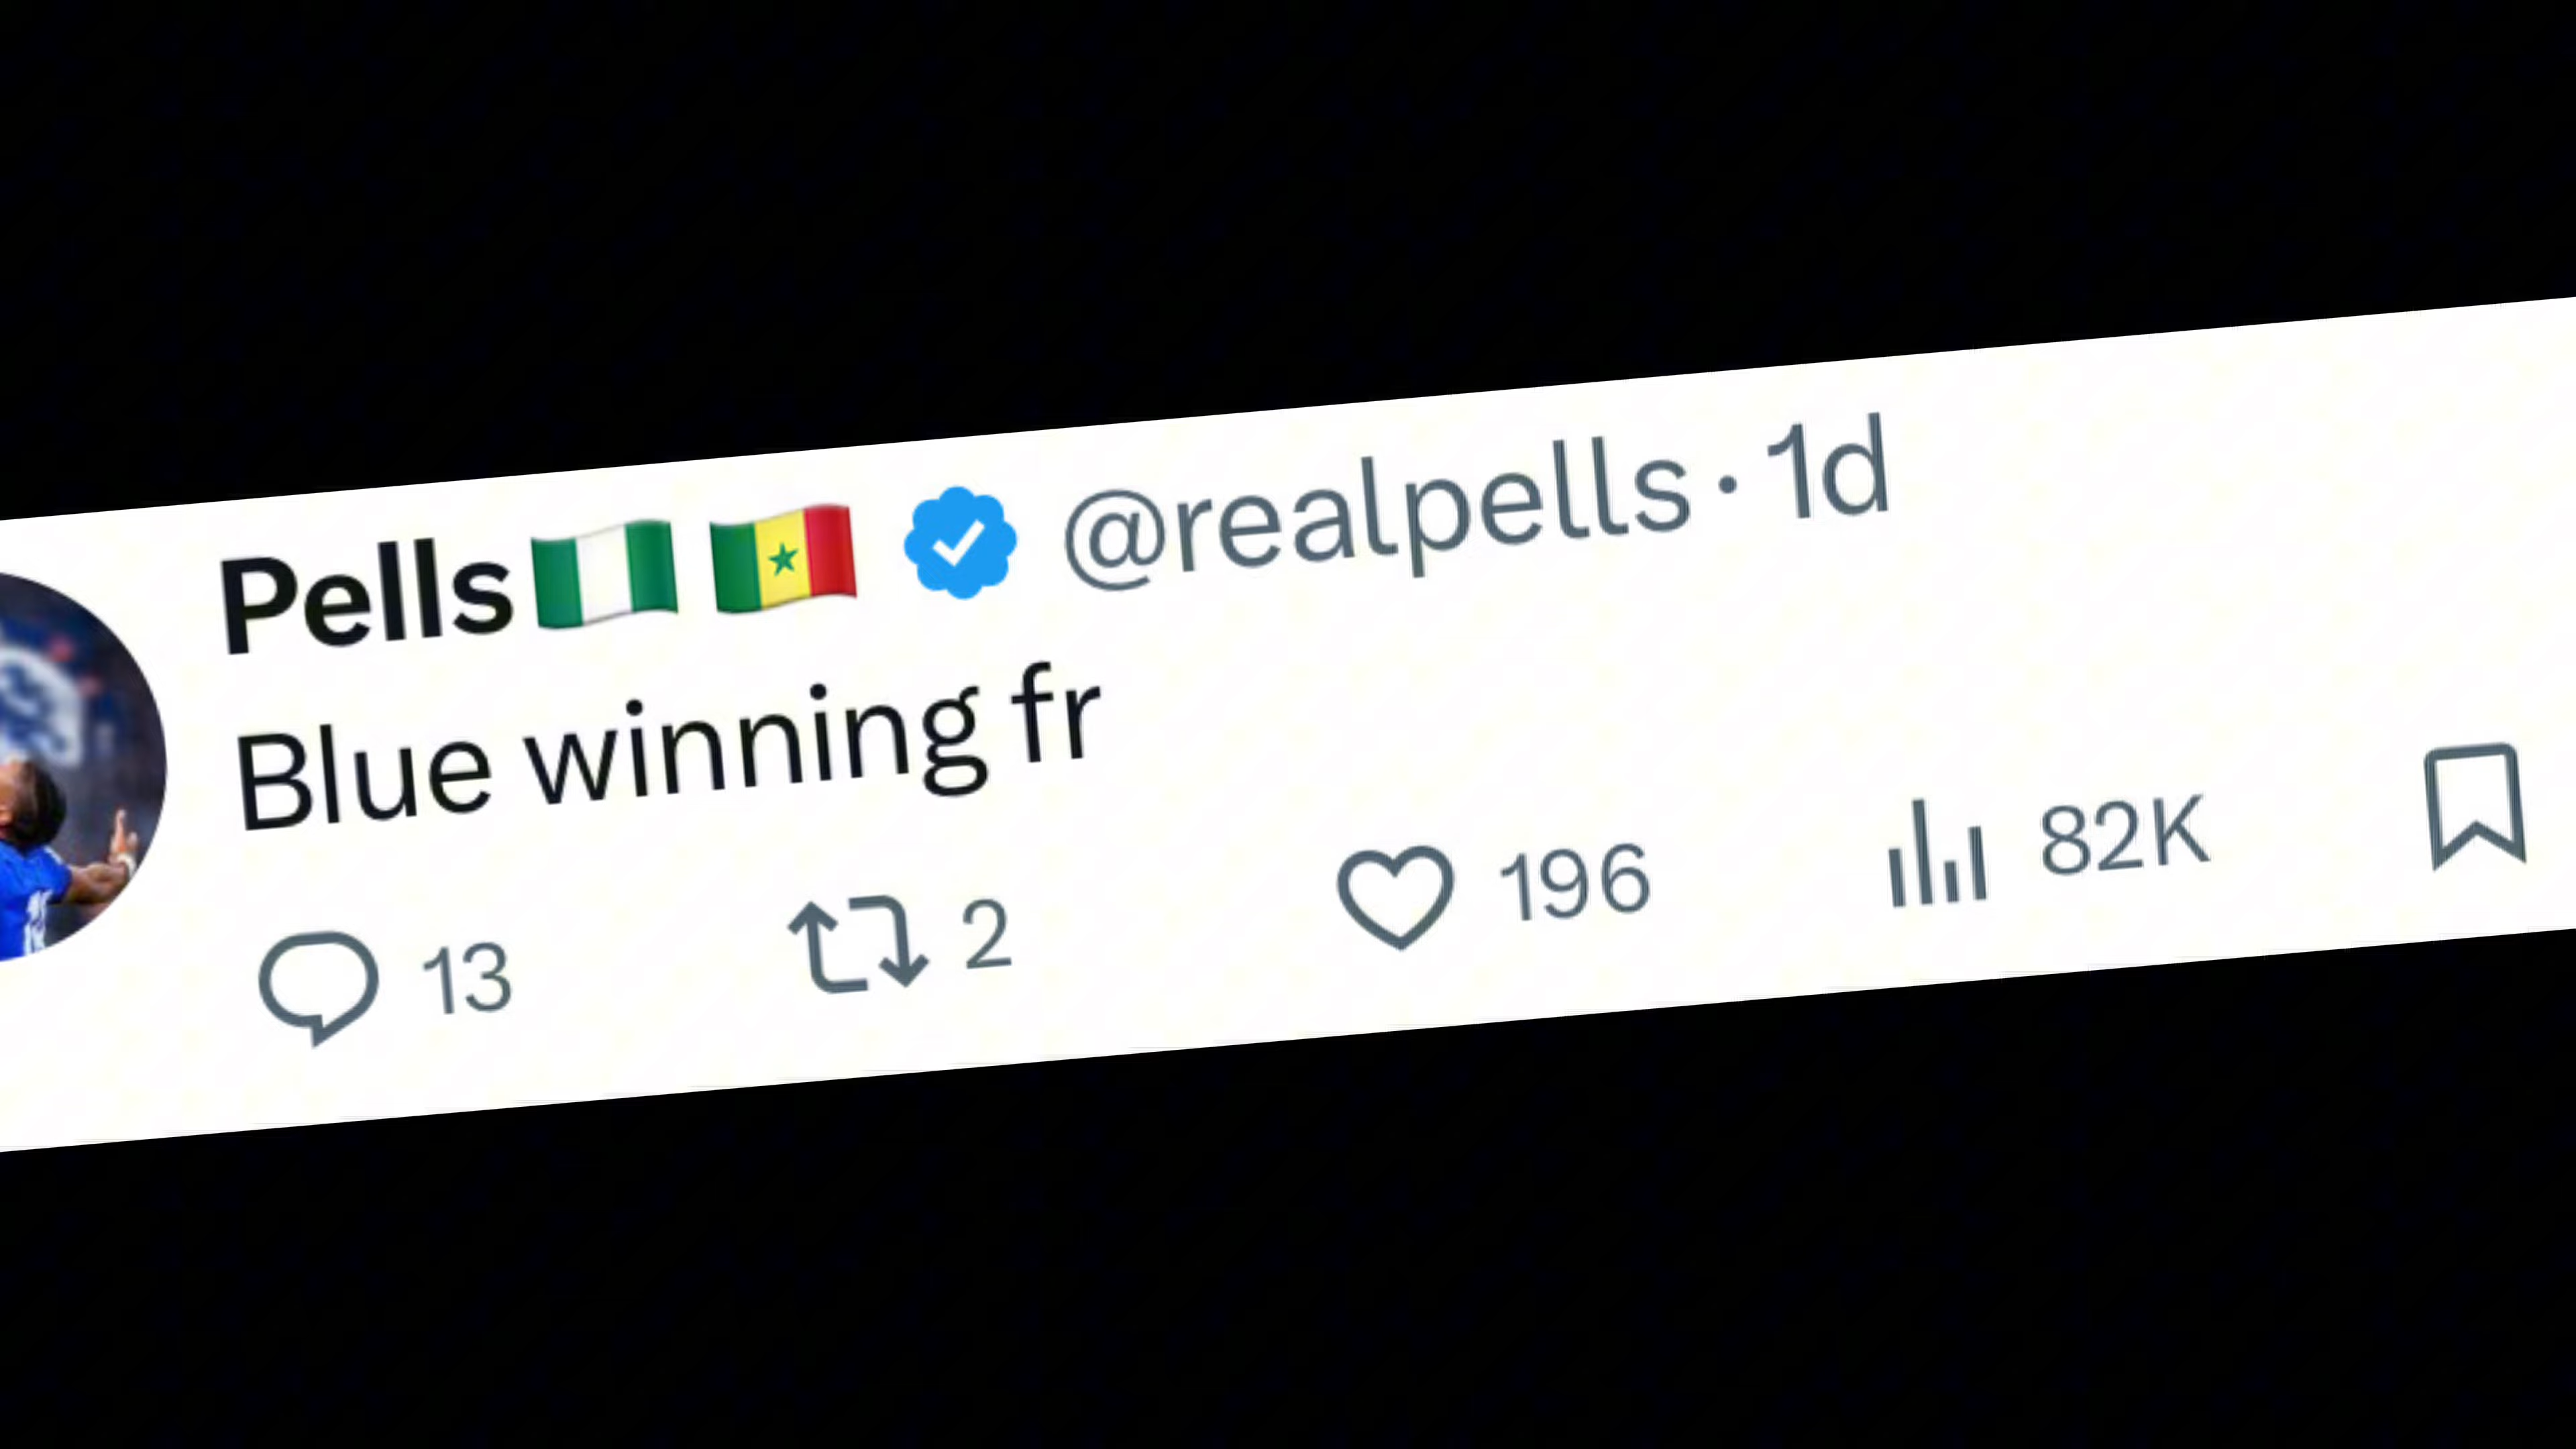 Pells🇳🇬 🇸🇳 @realpells · 1d
Blue winning fr
13 2 196 82K